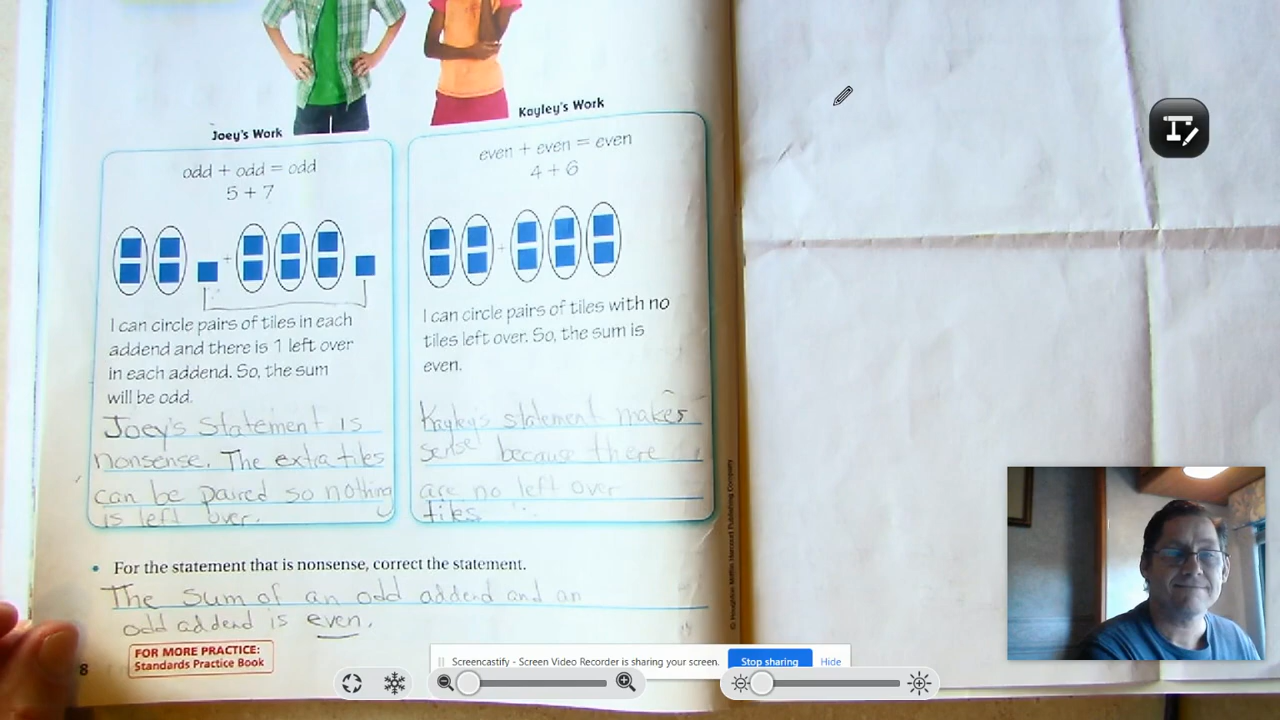 Joey's Work
odd + odd = odd
5 + 7
+
I can circle pairs of tiles in each
addend and there is 1 left over
in each addend. So, the sum
will be odd.
Joey's Statement is
nonsense. The extra tiles
can be paired so nothing
is left over.
Kayley's Work
even + even = even
4 + 6
+
I can circle pairs of tiles with no
tiles left over. So, the sum is
even.
Kayley's statement makes
sense because there
are no left over
tiles
• For the statement that is nonsense, correct the statement.
The sum of an odd addend and an
odd addend is even.
FOR MORE PRACTICE:
Standards Practice Book
8
© Houghton Mifflin Harcourt Publishing Company
Screencastify - Screen Video Recorder is sharing your screen.
Stop sharing
Hide